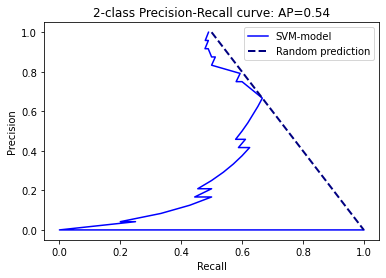 2-class Precision-Recall curve: AP=0.54
SVM-model
Random prediction
Precision
1.0
0.8
0.6
0.4
0.2
0.0
0.0 0.2 0.4 0.6 0.8 1.0
Recall